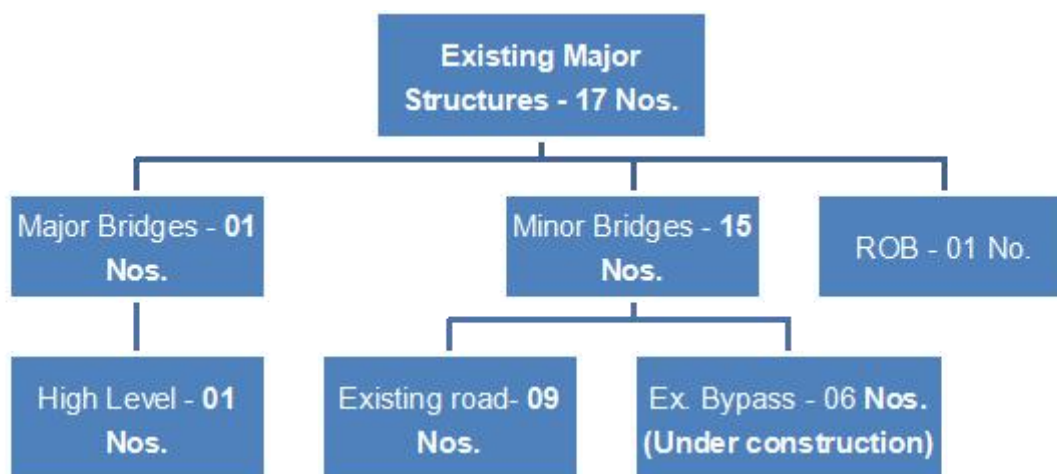 Existing Major
Structures - 17 Nos.
Major Bridges - 01
Nos.
Minor Bridges - 15
Nos.
ROB - 01 No.
High Level - 01
Nos.
Existing road- 09
Nos.
Ex. Bypass - 06 Nos.
(Under construction)